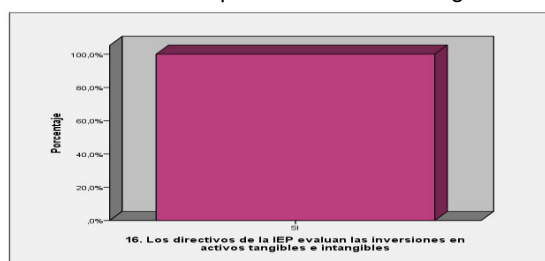 100,0%
80,0%
60,0%
40,0%
20,0%
,0%
Porcentaje
SI
16. Los directivos de la IEP evaluan las inversiones en
activos tangibles e intangibles